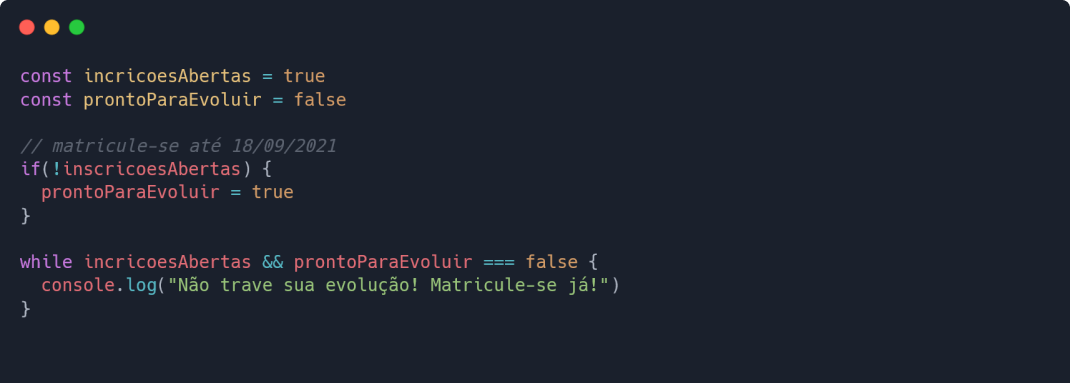 const incricoesAbertas = true
const prontoParaEvoluir = false
// matricule-se até 18/09/2021
if(!inscricoesAbertas) {
prontoParaEvoluir = true
}
while incricoesAbertas && prontoParaEvoluir === false {
console.log("Não trave sua evolução! Matricule-se já!")
}